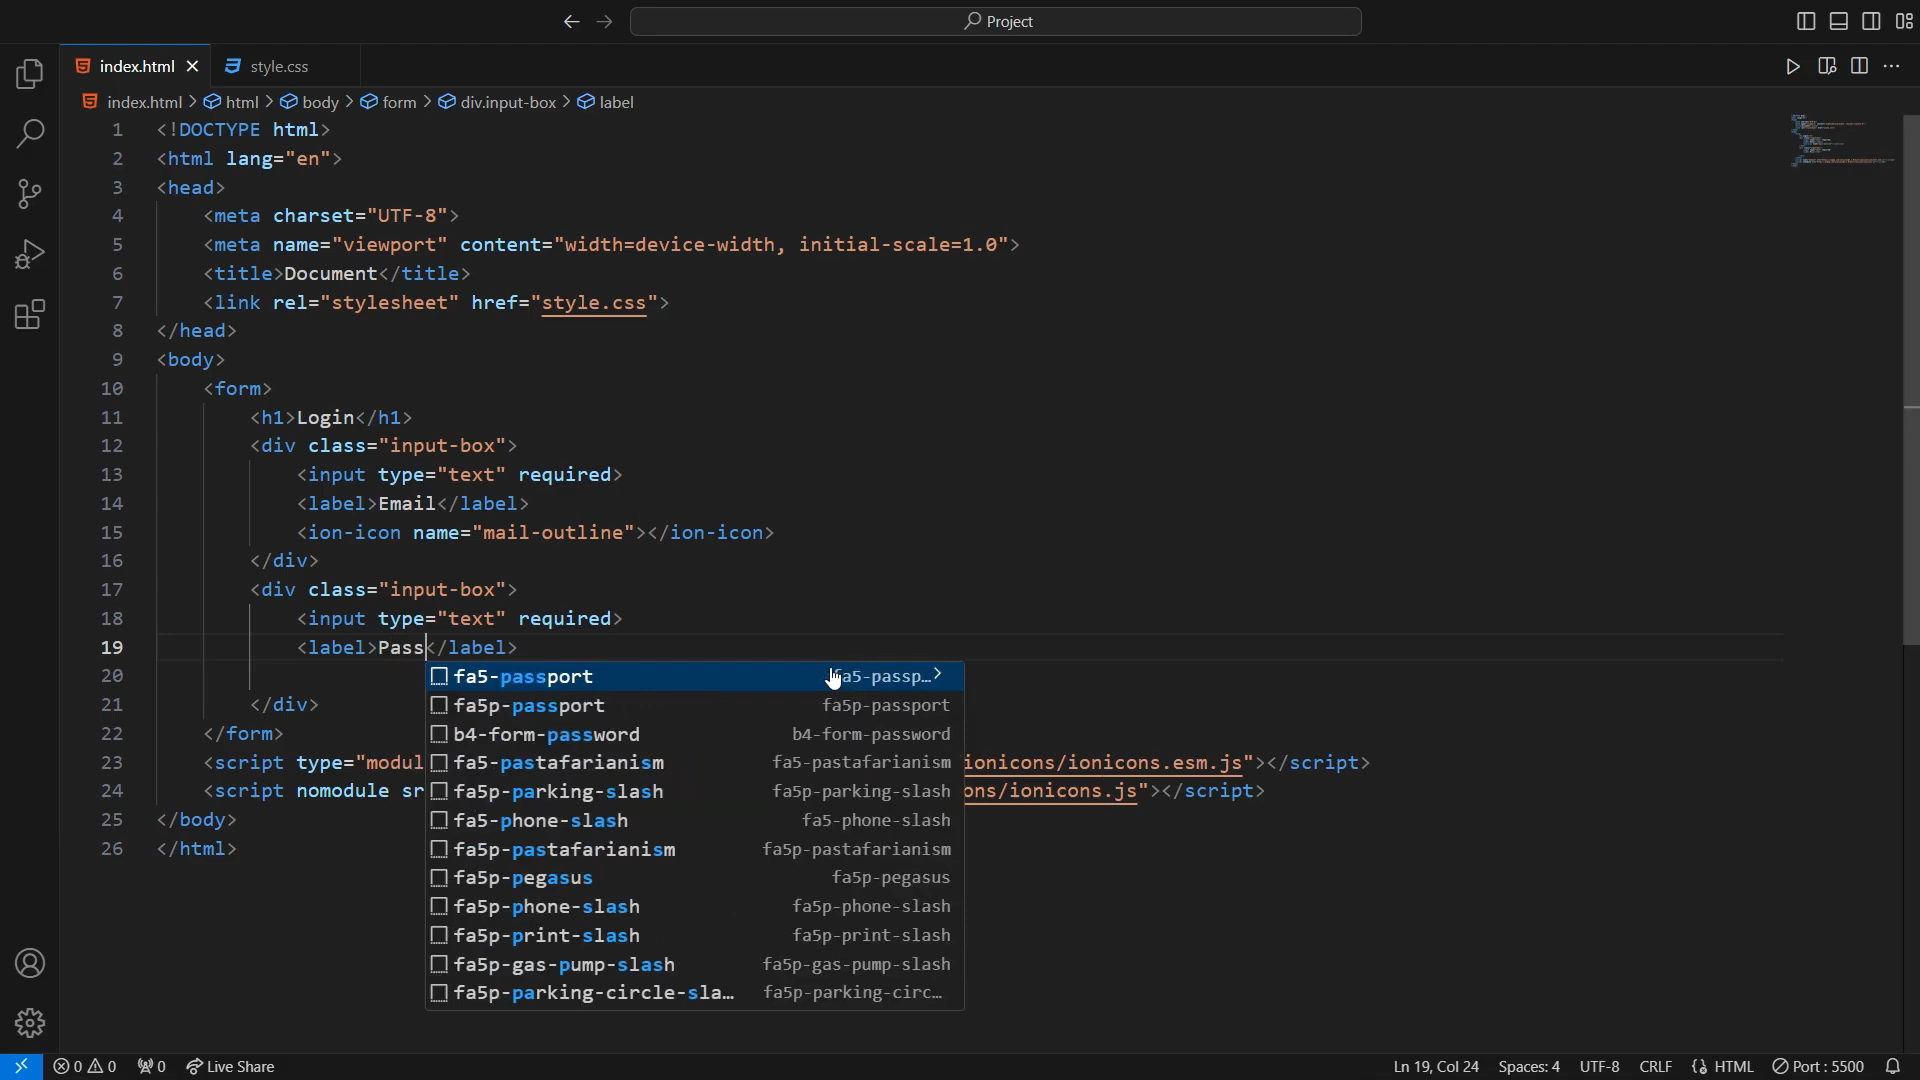 Project
index.html
style.css
index.html > html > body > form > div.input-box > label
1 <!DOCTYPE html>
2 <html lang="en">
3 <head>
4 <meta charset="UTF-8">
5 <meta name="viewport" content="width=device-width, initial-scale=1.0">
6 <title>Document</title>
7 <link rel="stylesheet" href="style.css">
8 </head>
9 <body>
10 <form>
11 <h1>Login</h1>
12 <div class="input-box">
13 <input type="text" required>
14 <label>Email</label>
15 <ion-icon name="mail-outline"></ion-icon>
16 </div>
17 <div class="input-box">
18 <input type="text" required>
19 <label>Pass</label>
20 fa5-passport fa5-passp…
21 </div> fa5p-passport fa5p-passport
22 </form> b4-form-password b4-form-password
23 <script type="modul fa5-pastafarianism fa5-pastafarianism ionicons/ionicons.esm.js"></script>
24 <script nomodule sr fa5p-parking-slash fa5p-parking-slash ons/ionicons.js"></script>
25 </body> fa5-phone-slash fa5-phone-slash
26 </html> fa5p-pastafarianism fa5p-pastafarianism
fa5p-pegasus fa5p-pegasus
fa5p-phone-slash fa5p-phone-slash
fa5p-print-slash fa5p-print-slash
fa5p-gas-pump-slash fa5p-gas-pump-slash
fa5p-parking-circle-sla… fa5p-parking-circ…
0 0 0 Live Share Ln 19, Col 24 Spaces: 4 UTF-8 CRLF {} HTML Port : 5500